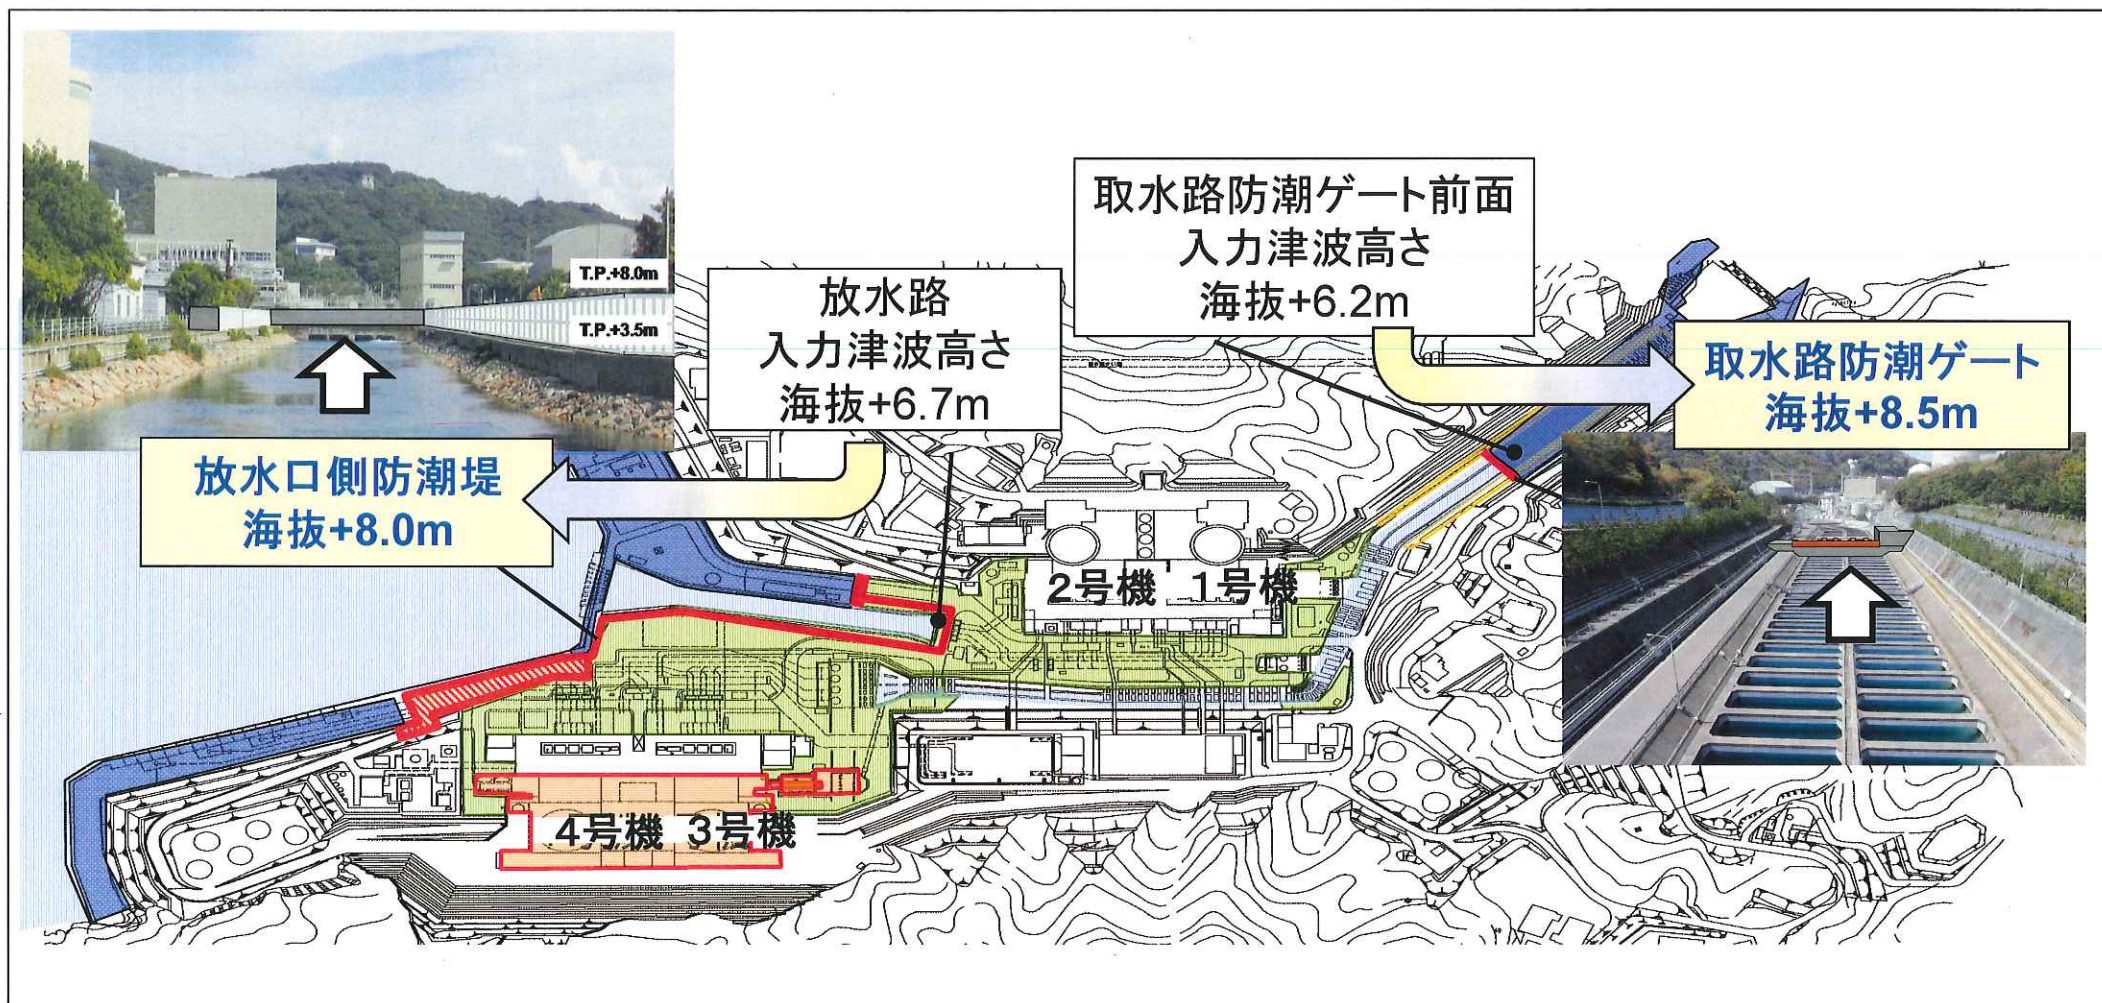 T.P.+8.0m
T.P.+3.5m
取水路防潮ゲート前面
入力津波高さ
海抜+6.2m
放水路
入力津波高さ
海抜+6.7m
取水路防潮ゲート
海抜+8.5m
放水口側防潮堤
海抜+8.0m
2号機 1号機
4号機 3号機